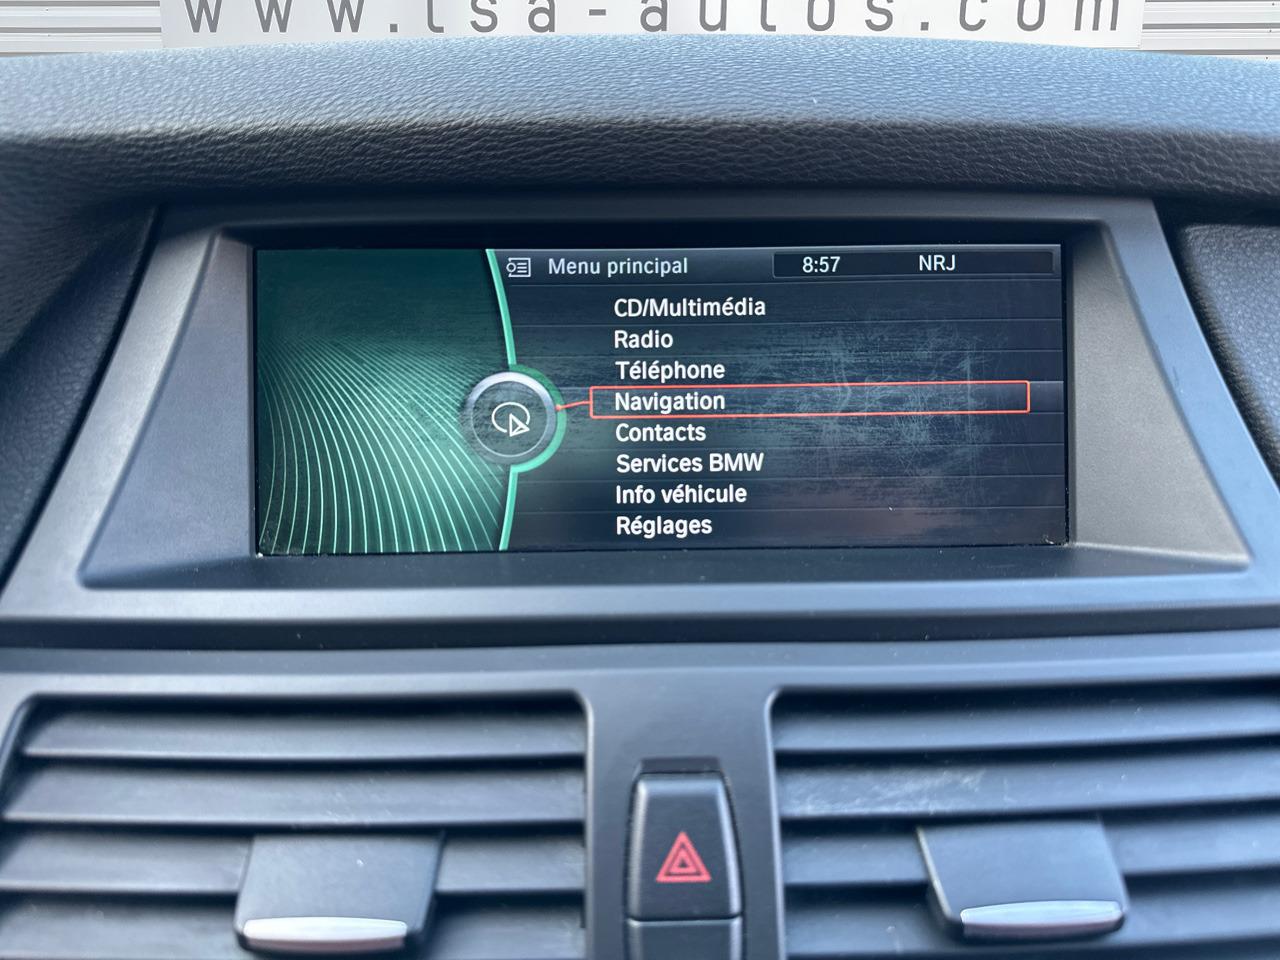 www.tsa-autos.com
Menu principal 8:57 NRJ
CD/Multimédia
Radio
Téléphone
Navigation
Contacts
Services BMW
Info véhicule
Réglages